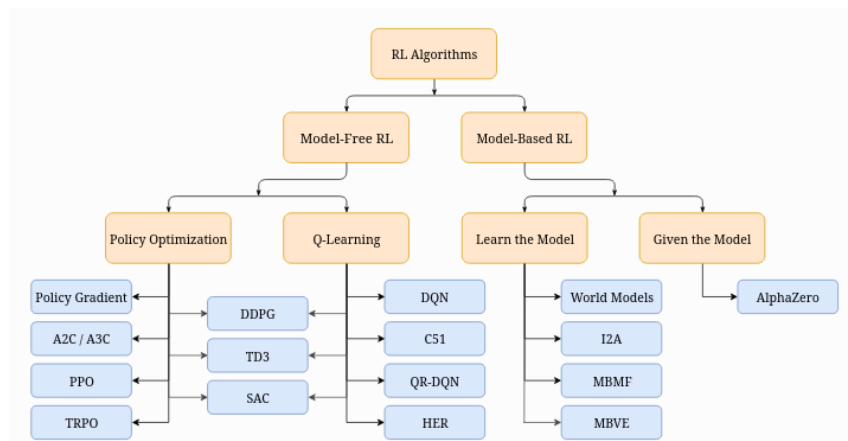 RL Algorithms
Model-Free RL
Model-Based RL
Policy Optimization
Q-Learning
Learn the Model
Given the Model
Policy Gradient
DDPG
DQN
World Models
AlphaZero
A2C / A3C
TD3
C51
I2A
PPO
SAC
QR-DQN
MBMF
TRPO
HER
MBVE